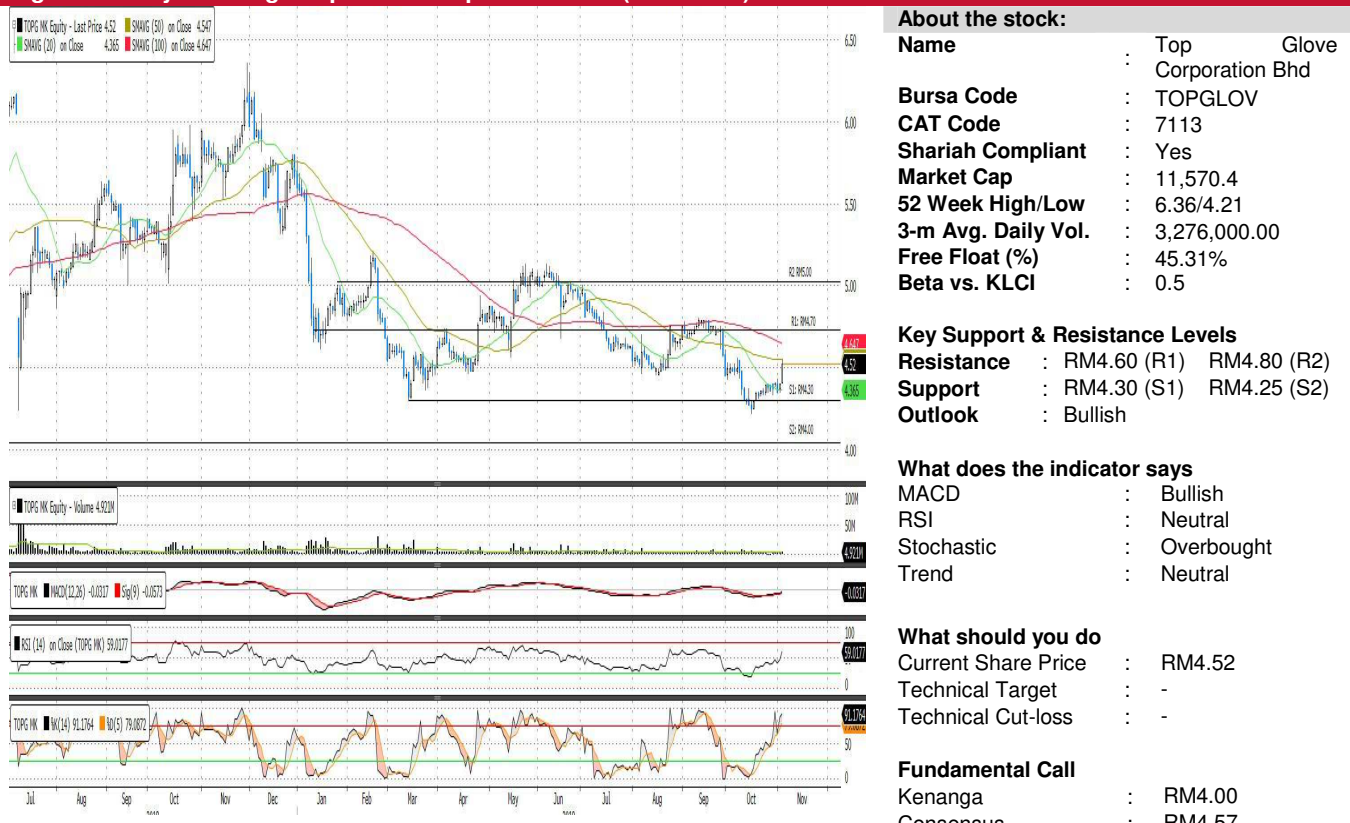 TOPG MK Equity - Last Price 4.52 SMAVG (50) on Close 4.547
SMAVG (20) on Close 4.365 SMAVG (100) on Close 4.647
6.50
6.00
5.50
5.00
4.00
R2 RM5.00
R1: RM4.70
S1: RM4.30
S2: RM4.00
4.647
4.52
4.365
TOPG MK Equity - Volume 4.921M
100M
50M
4.921M
TOPG MK MACD(12,26) -0.0317 Sig(9) -0.0573
-0.0317
RSI (14) on Close (TOPG MK) 59.0177
100
59.0177
0
TOPG MK %K(14) 91.1764 %D(5) 79.0872
91.1764
50
0
Jul Aug Sep Oct Nov Dec Jan Feb Mar Apr May Jun Jul Aug Sep Oct Nov
About the stock:
Name : Top Glove Corporation Bhd
Bursa Code : TOPGLOV
CAT Code : 7113
Shariah Compliant : Yes
Market Cap : 11,570.4
52 Week High/Low : 6.36/4.21
3-m Avg. Daily Vol. : 3,276,000.00
Free Float (%) : 45.31%
Beta vs. KLCI : 0.5
Key Support & Resistance Levels
Resistance : RM4.60 (R1) RM4.80 (R2)
Support : RM4.30 (S1) RM4.25 (S2)
Outlook : Bullish
What does the indicator says
MACD : Bullish
RSI : Neutral
Stochastic : Overbought
Trend : Neutral
What should you do
Current Share Price : RM4.52
Technical Target : -
Technical Cut-loss : -
Fundamental Call
Kenanga : RM4.00
Consensus : RM4.57